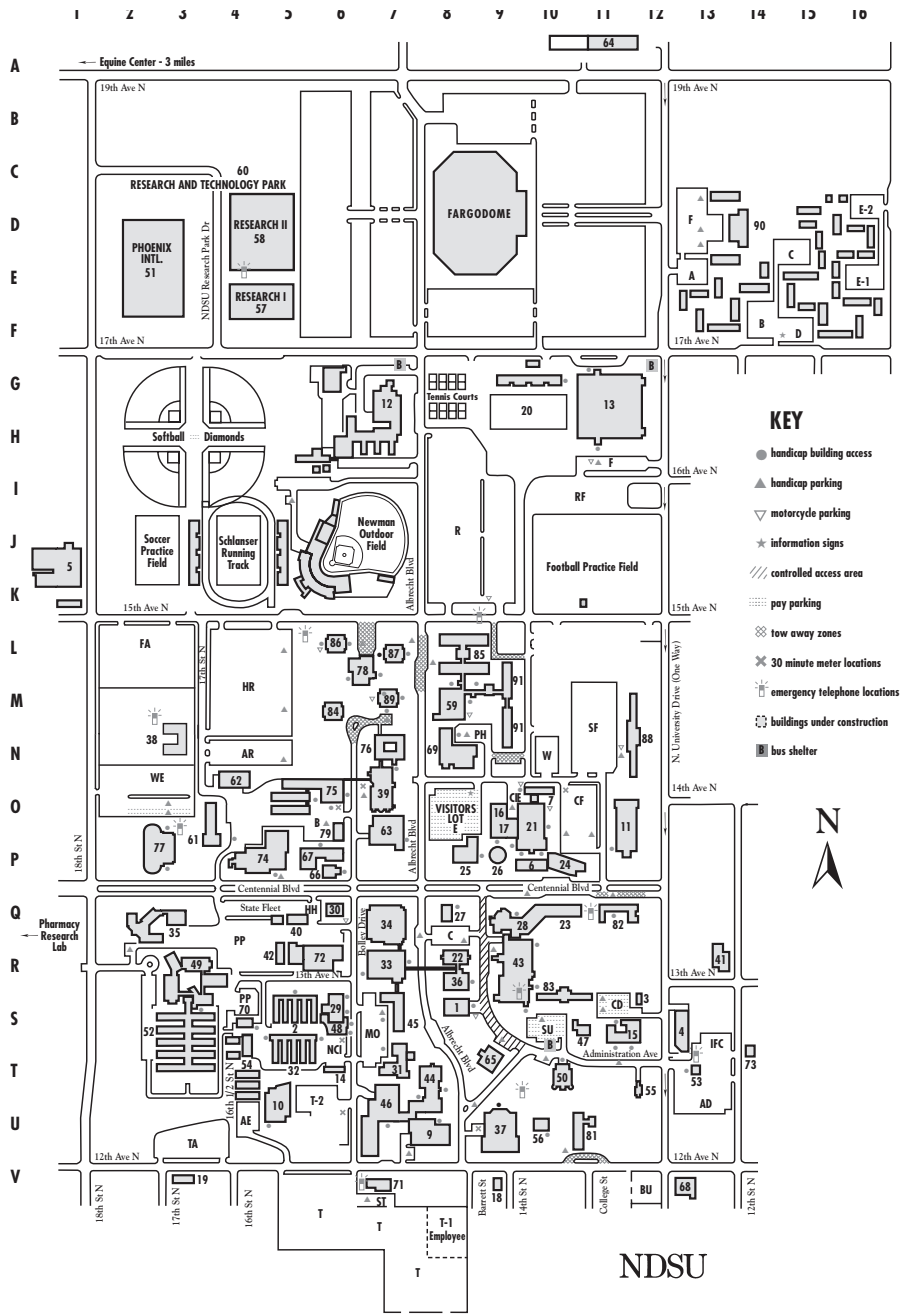 1 2 3 4 5 6 7 8 9 10 11 12 13 14 15 16
64
A
Equine Center - 3 miles
19th Ave N
19th Ave N
B
C
60
RESEARCH AND TECHNOLOGY PARK
D
PHOENIX
INTL.
51
NDSU Research Park Dr
RESEARCH II
58
FARGODOME
F
90
E-2
C
E
RESEARCH I
57
A
E-1
F
B
D
17th Ave N
17th Ave N
G
B
B
12
Tennis Courts
20
13
H
Softball Diamonds
F
16th Ave N
I
RF
J
5
Soccer
Practice
Field
Schlanser
Running
Track
Newman
Outdoor
Field
R
Football Practice Field
K
Albrecht Blvd
15th Ave N
15th Ave N
KEY
handicap building access
handicap parking
motorcycle parking
information signs
controlled access area
pay parking
tow away zones
30 minute meter locations
emergency telephone locations
buildings under construction
B bus shelter
L
FA
17th St N
86
87
85
78
HR
91
N. University Drive (One Way)
M
89
59
84
91
SF
88
38
PH
N
AR
76
69
W
WE
62
14th Ave N
O
75
39
VISITORS
LOT
E
CIE
7
CF
16
17
21
11
B
79
63
61
77
P
74
67
66
25
26
6
24
18th St N
Albrecht Blvd
Centennial Blvd
Centennial Blvd
N
Q
State Fleet
HH
30
40
35
Bolley Drive
34
27
28
23
82
Pharmacy
Research
Lab
C
PP
R
42
72
33
22
36
43
41
49
13th Ave N
13th Ave N
83
CD
3
PP
70
29
48
S
52
2
MO
45
1
SU
B
47
15
4
IFC
NCI
Albrecht Blvd
65
Administration Ave
T
54
32
14
31
44
50
55
53
73
16th 1/2 St N
10
T-2
46
AD
U
AE
9
37
56
81
TA
12th Ave N
12th Ave N
V
19
71
ST
18
BU
68
18th St N
17th St N
16th St N
Barrett St
14th St N
College St
12th St N
T
T
T-1
Employee
T
NDSU